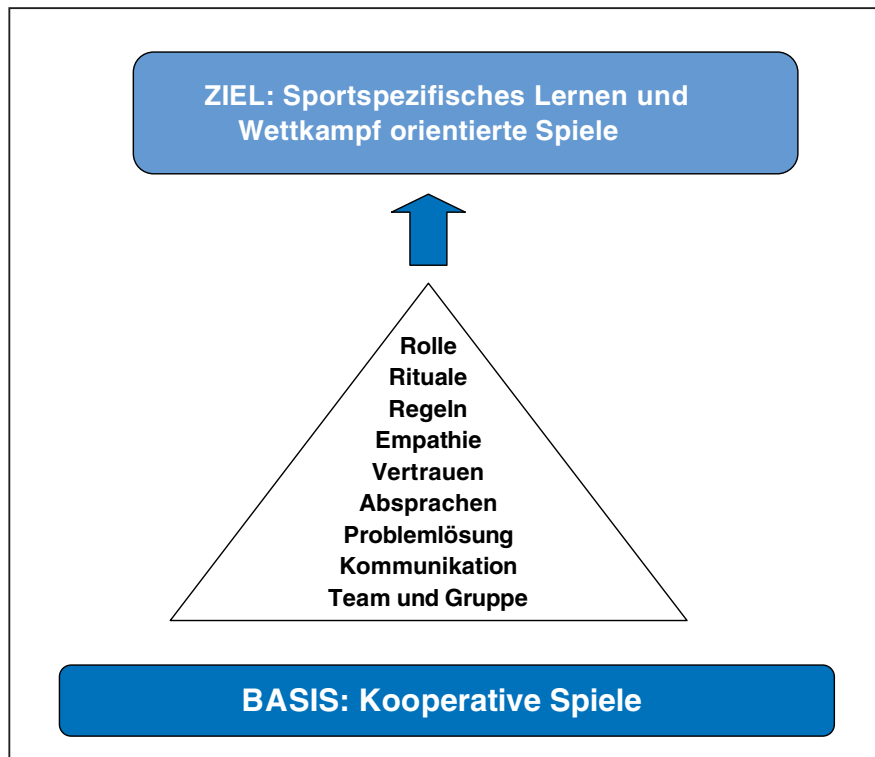 ZIEL: Sportspezifisches Lernen und
Wettkampf orientierte Spiele
Rolle
Rituale
Regeln
Empathie
Vertrauen
Absprachen
Problemlösung
Kommunikation
Team und Gruppe
BASIS: Kooperative Spiele